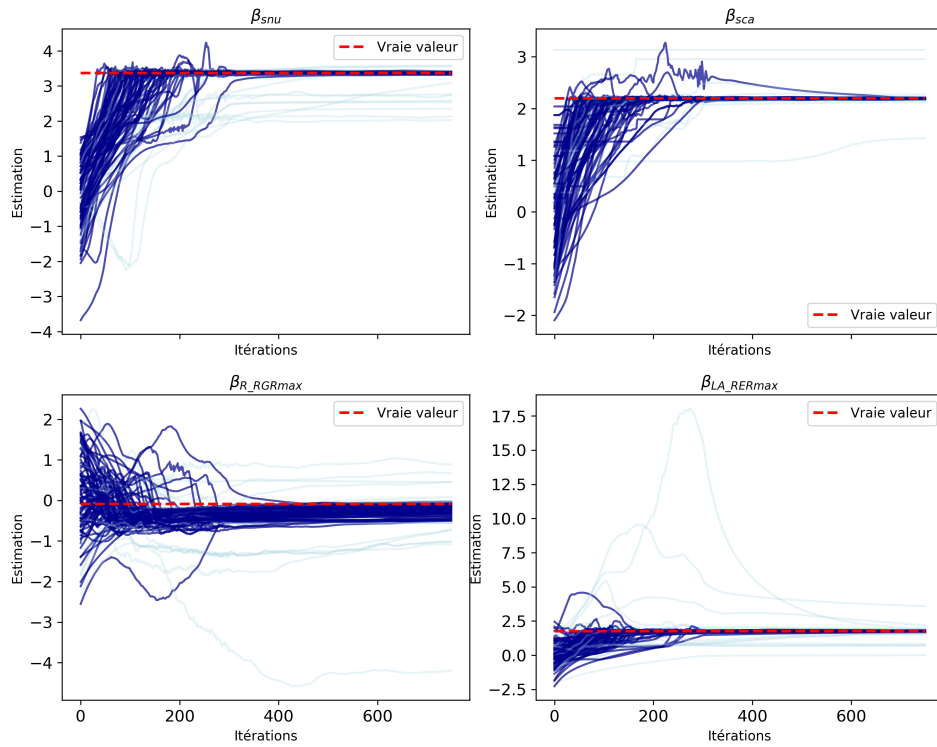 β_snu
4
3
2
1
0
−1
−2
−3
−4
Estimation
Itérations
Vraie valeur
β_sca
3
2
1
0
−1
−2
Estimation
Itérations
Vraie valeur
β_R_RGRmax
2
1
0
−1
−2
−3
−4
Estimation
0 200 400 600
Itérations
Vraie valeur
β_LA_RERmax
17.5
15.0
12.5
10.0
7.5
5.0
2.5
0.0
−2.5
Estimation
0 200 400 600
Itérations
Vraie valeur